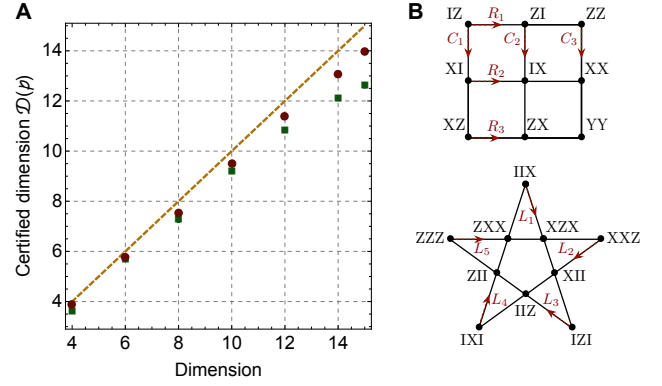 A
Certified dimension 𝒟(p)
14
12
10
8
6
4
4 6 8 10 12 14
Dimension
B
IZ R₁ ZI ZZ
C₁ C₂ C₃
XI R₂ IX XX
XZ R₃ ZX YY
IIX
L₁
ZZZ ZXX XZX XXZ
L₅ L₂
ZII XII
L₄ IIZ L₃
IXI IZI